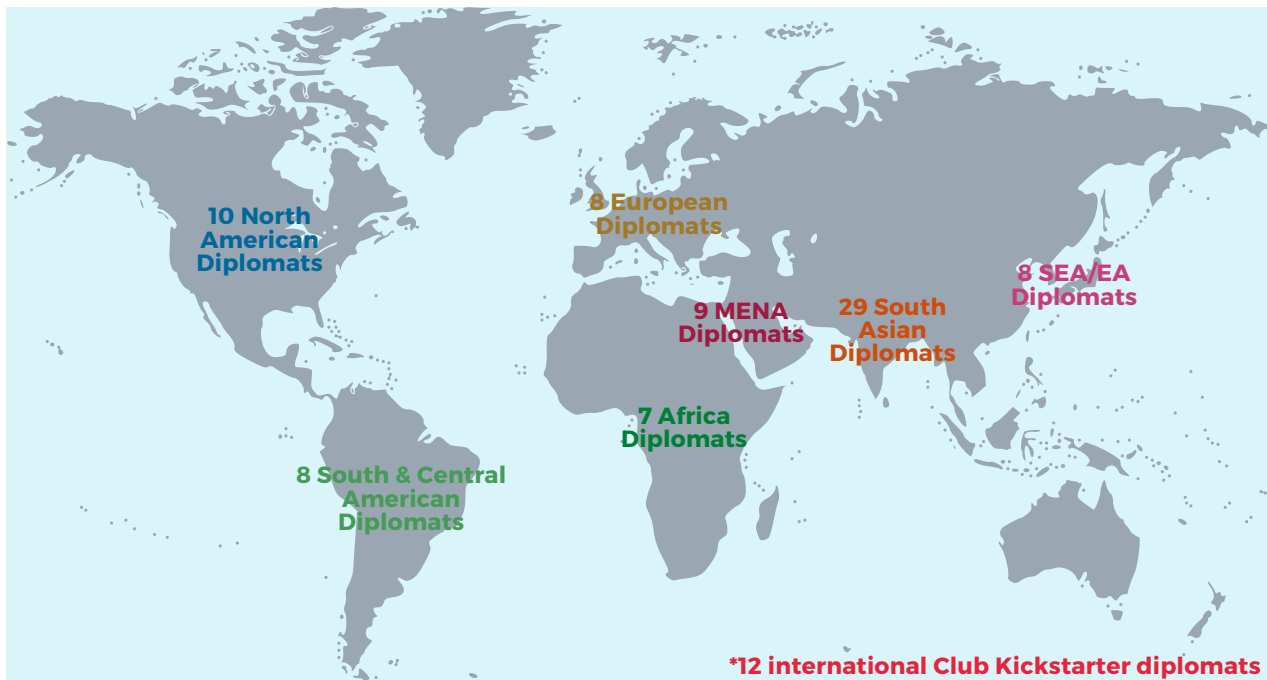 10 North
American
Diplomats
8 European
Diplomats
8 SEA/EA
Diplomats
9 MENA
Diplomats
29 South
Asian
Diplomats
7 Africa
Diplomats
8 South & Central
American
Diplomats
*12 international Club Kickstarter diplomats